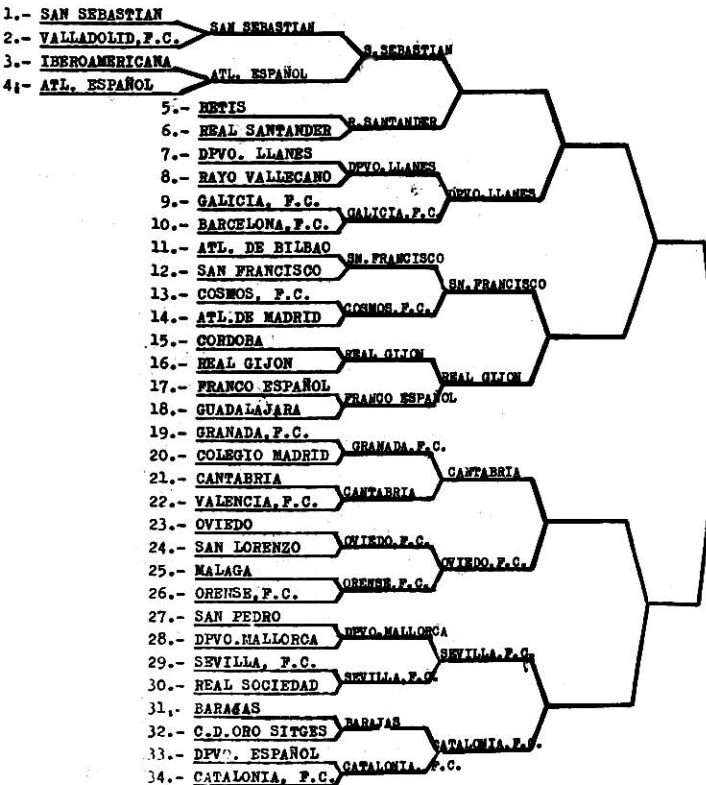 1.- SAN SEBASTIAN
2.- VALLADOLID,F.C.
3.- IBEROAMERICANA
4.- ATL. ESPAÑOL
SAN SEBASTIAN
ATL. ESPAÑOL
S.SEBASTIAN
5.- BETIS
6.- REAL SANTANDER
7.- DPVO. LLANES
8.- RAYO VALLECANO
9.- GALICIA, F.C.
10.- BARCELONA,F.C.
11.- ATL. DE BILBAO
12.- SAN FRANCISCO
13.- COSMOS, F.C.
14.- ATL.DE MADRID
15.- CORDOBA
16.- REAL GIJON
17.- FRANCO ESPAÑOL
18.- GUADALAJARA
19.- GRANADA,F.C.
20.- COLEGIO MADRID
21.- CANTABRIA
22.- VALENCIA,F.C.
23.- OVIEDO
24.- SAN LORENZO
25.- MALAGA
26.- ORENSE,F.C.
27.- SAN PEDRO
28.- DPVO.MALLORCA
29.- SEVILLA, F.C.
30.- REAL SOCIEDAD
31.- BARAJAS
32.- C.D.ORO SITGES
33.- DPVO. ESPAÑOL
34.- CATALONIA, F.C.
R.SANTANDER
DPVO.LLANES
GALICIA,F.C.
SN.FRANCISCO
COSMOS,F.C.
REAL GIJON
FRANCO ESPAÑOL
GRANADA,F.C.
CANTABRIA
OVIEDO,F.C.
ORENSE,F.C.
DPVO.MALLORCA
SEVILLA,F.C.
BARAJAS
CATALONIA, F.C.
DPVO.LLANES
SN.FRANCISCO
REAL GIJON
CANTABRIA
OVIEDO,F.C.
SEVILLA,F.C.
CATALONIA,F.C.